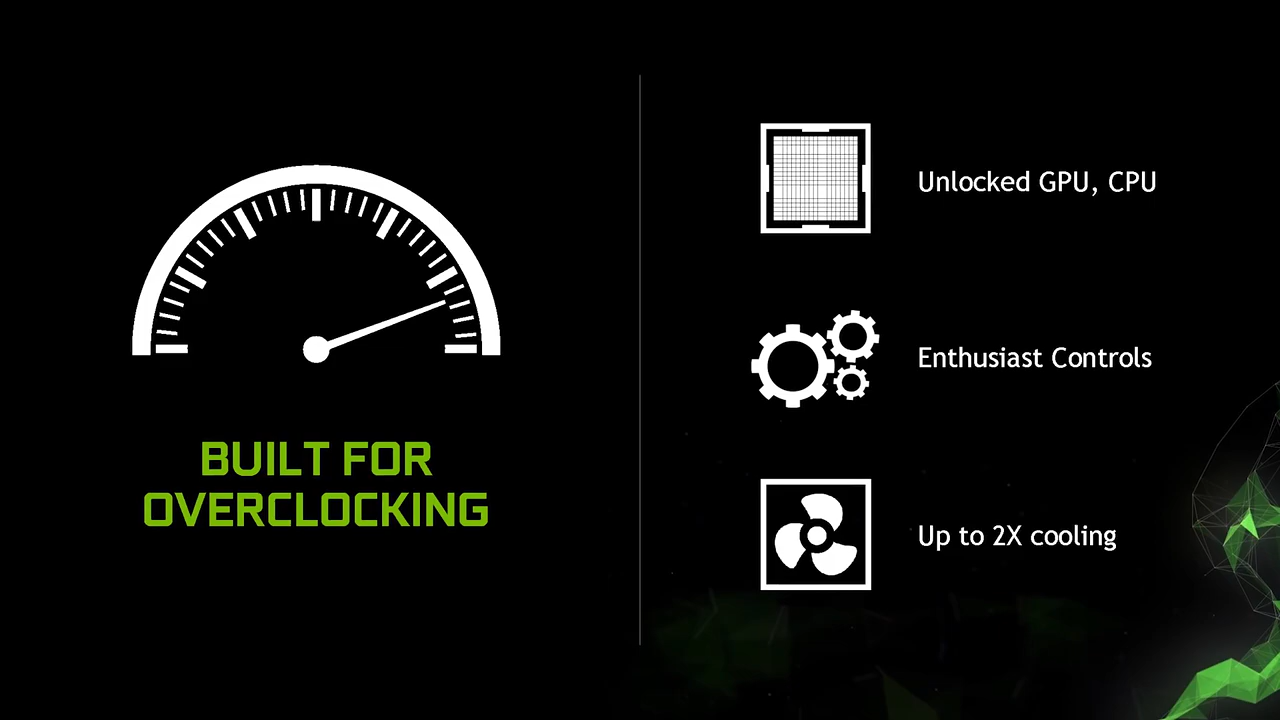 BUILT FOR
OVERCLOCKING
Unlocked GPU, CPU
Enthusiast Controls
Up to 2X cooling